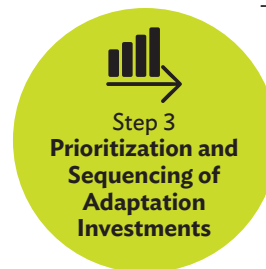 Step 3
Prioritization and
Sequencing of
Adaptation
Investments